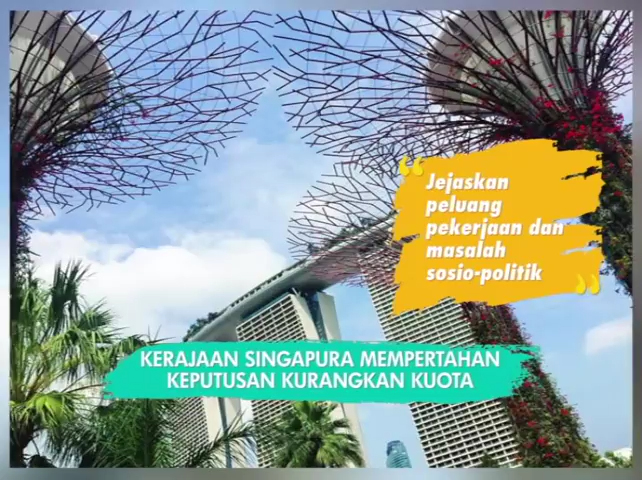 “Jejaskan
peluang
pekerjaan dan
masalah
sosio-politik”
KERAJAAN SINGAPURA MEMPERTAHAN
KEPUTUSAN KURANGKAN KUOTA